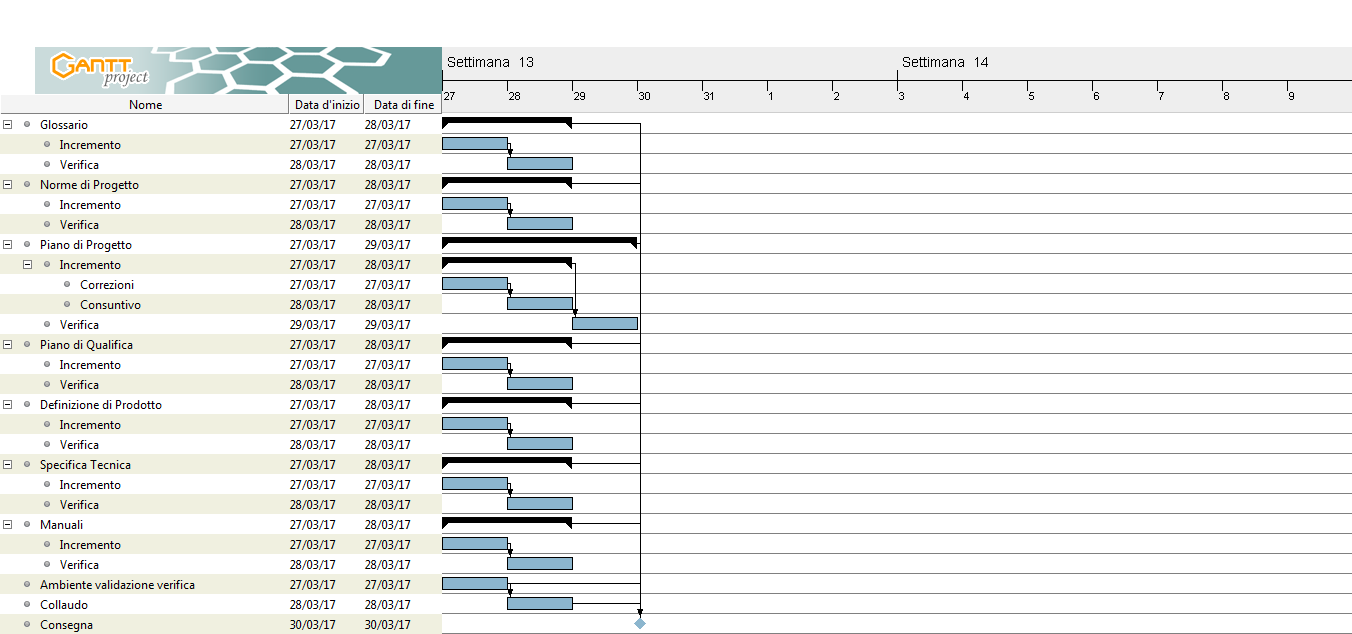 GANTT
project
Settimana 13 Settimana 14
27 28 29 30 31 1 2 3 4 5 6 7 8 9
Nome Data d'inizio Data di fine
Glossario 27/03/17 28/03/17
Incremento 27/03/17 27/03/17
Verifica 28/03/17 28/03/17
Norme di Progetto 27/03/17 28/03/17
Incremento 27/03/17 27/03/17
Verifica 28/03/17 28/03/17
Piano di Progetto 27/03/17 29/03/17
Incremento 27/03/17 28/03/17
Correzioni 27/03/17 27/03/17
Consuntivo 28/03/17 28/03/17
Verifica 29/03/17 29/03/17
Piano di Qualifica 27/03/17 28/03/17
Incremento 27/03/17 27/03/17
Verifica 28/03/17 28/03/17
Definizione di Prodotto 27/03/17 28/03/17
Incremento 27/03/17 27/03/17
Verifica 28/03/17 28/03/17
Specifica Tecnica 27/03/17 28/03/17
Incremento 27/03/17 27/03/17
Verifica 28/03/17 28/03/17
Manuali 27/03/17 28/03/17
Incremento 27/03/17 27/03/17
Verifica 28/03/17 28/03/17
Ambiente validazione verifica 27/03/17 27/03/17
Collaudo 28/03/17 28/03/17
Consegna 30/03/17 30/03/17